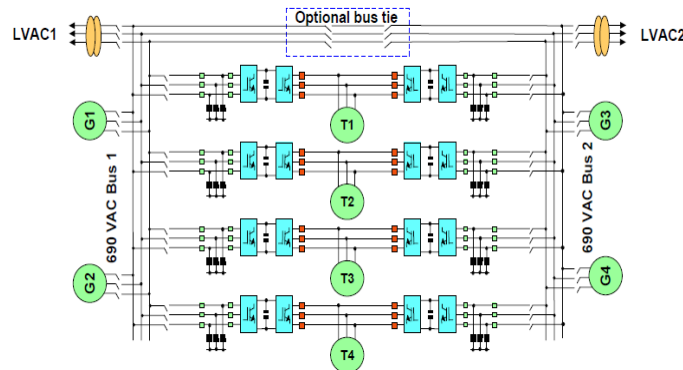 Optional bus tie
LVAC1
LVAC2
T1
G1
G3
690 VAC Bus 1
690 VAC Bus 2
T2
T3
G2
G4
T4